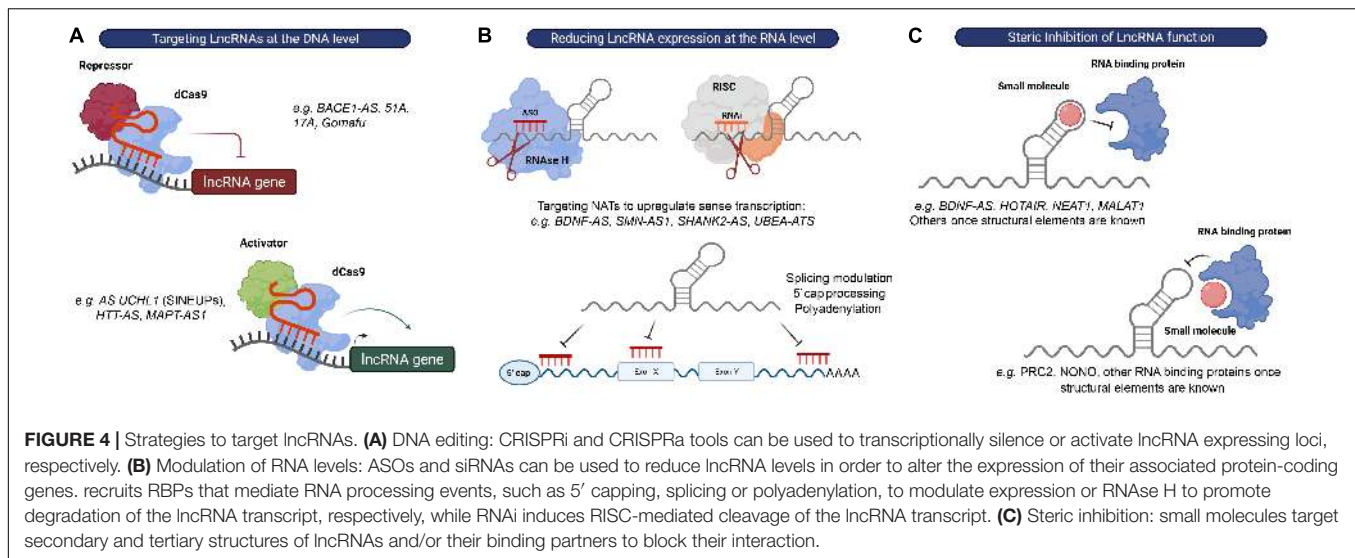 A
Targeting LncRNAs at the DNA level
Repressor
dCas9
e.g. BACE1-AS, 51A,
17A, Gomafu
lncRNA gene
Activator
dCas9
e.g. AS UCHL1 (SINEUPs),
HTT-AS, MAPT-AS1
lncRNA gene
B
Reducing LncRNA expression at the RNA level
ASO
RNAse H
RISC
RNAi
Targeting NATs to upregulate sense transcription:
e.g. BDNF-AS, SMN-AS1, SHANK2-AS, UBEA-ATS
Splicing modulation
5' cap processing
Polyadenylation
5' cap
Exon X
Exon Y
AAAA
C
Steric Inhibition of LncRNA function
RNA binding protein
Small molecule
e.g. BDNF-AS, HOTAIR, NEAT1, MALAT1
Others once structural elements are known
RNA binding protein
Small molecule
e.g. PRC2, NONO, other RNA binding proteins once
structural elements are known
FIGURE 4 | Strategies to target lncRNAs. (A) DNA editing: CRISPRi and CRISPRa tools can be used to transcriptionally silence or activate lncRNA expressing loci,
respectively. (B) Modulation of RNA levels: ASOs and siRNAs can be used to reduce lncRNA levels in order to alter the expression of their associated protein-coding
genes. recruits RBPs that mediate RNA processing events, such as 5′ capping, splicing or polyadenylation, to modulate expression or RNAse H to promote
degradation of the lncRNA transcript, respectively, while RNAi induces RISC-mediated cleavage of the lncRNA transcript. (C) Steric inhibition: small molecules target
secondary and tertiary structures of lncRNAs and/or their binding partners to block their interaction.